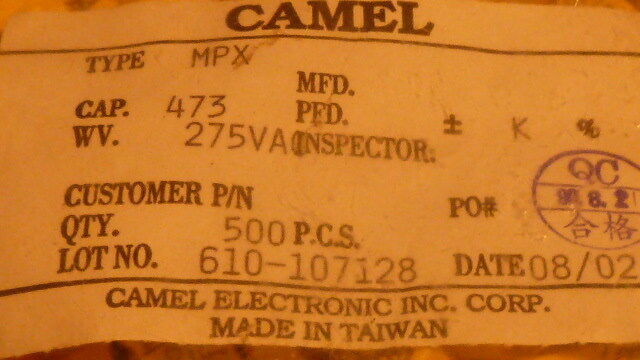 CAMEL
TYPE MPX
MFD.
CAP. 473 PFD. ± K %
WV. 275VAC INSPECTOR.
CUSTOMER P/N PO#
QTY. 500 P.C.S.
LOT NO. 610-107128 DATE 08/02
QC
合格
CAMEL ELECTRONIC INC. CORP.
MADE IN TAIWAN